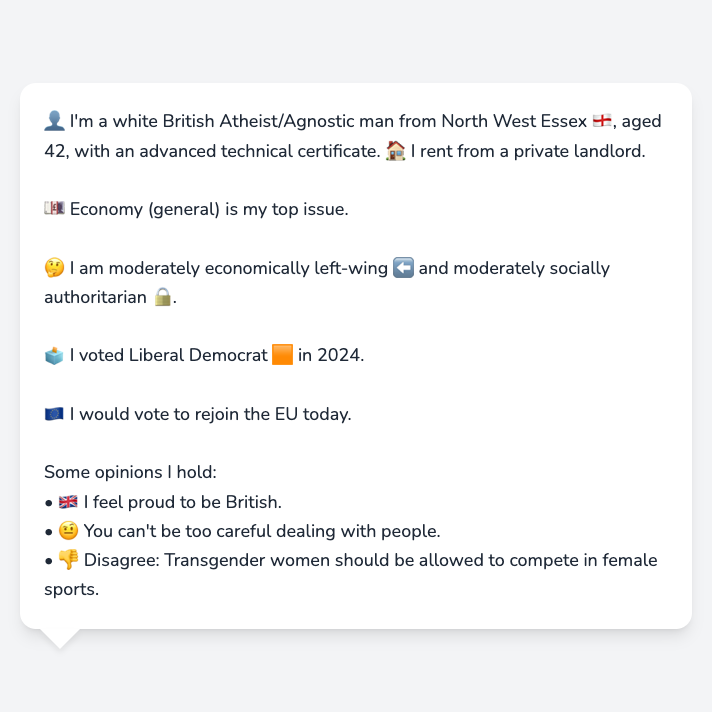 👤 I'm a white British Atheist/Agnostic man from North West Essex 🏴󠁧󠁢󠁥󠁮󠁧󠁿, aged
42, with an advanced technical certificate. 🏠 I rent from a private landlord.
💷 Economy (general) is my top issue.
🤔 I am moderately economically left-wing ⬅️ and moderately socially
authoritarian 🔒.
🗳️ I voted Liberal Democrat 🟧 in 2024.
🇪🇺 I would vote to rejoin the EU today.
Some opinions I hold:
• 🇬🇧 I feel proud to be British.
• 🤨 You can't be too careful dealing with people.
• 👎 Disagree: Transgender women should be allowed to compete in female
sports.